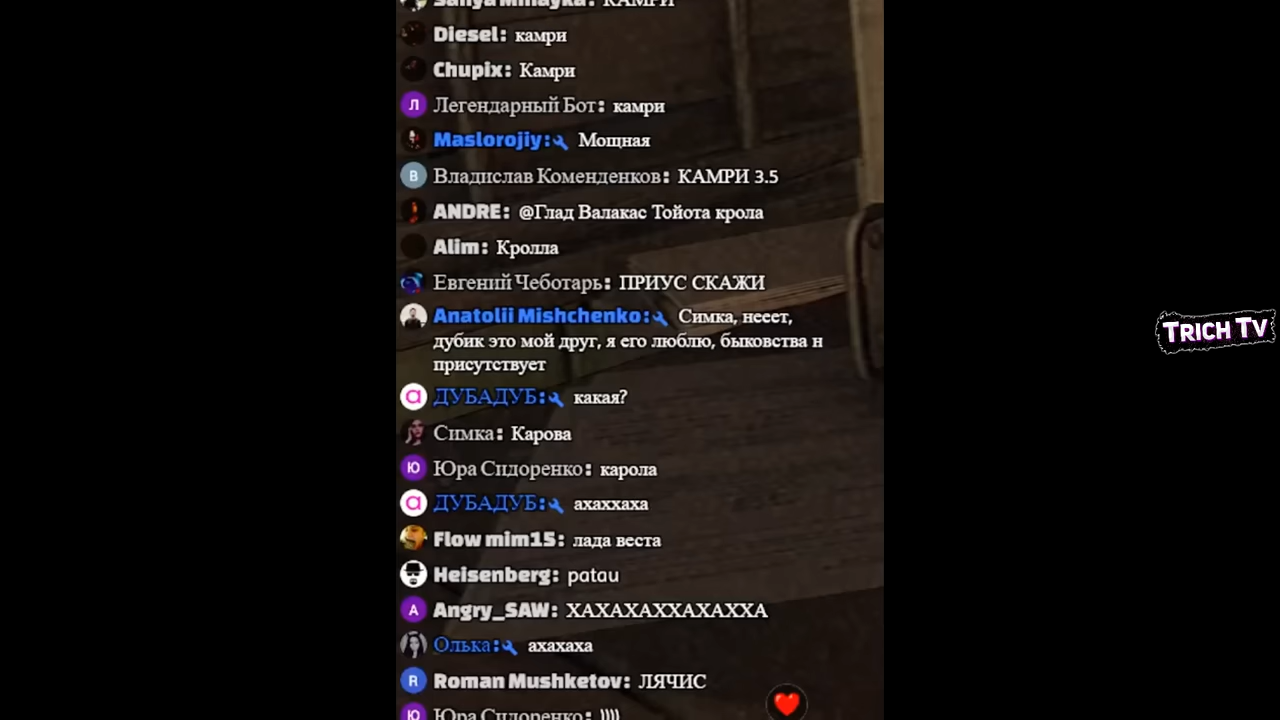 Sanya Minayka: КАМРИ
Diesel: камри
Chupix: Камри
Л Легендарный Бот: камри
Maslorojiy: Мощная
В Владислав Коменденков: КАМРИ 3.5
ANDRE: @Глад Валакас Тойота крола
Alim: Кролла
Евгений Чеботарь: ПРИУС СКАЖИ
Anatolii Mishchenko: Симка, нееет,
дубик это мой друг, я его люблю, быковства н
присутствует
ДУБАДУБ: какая?
Симка: Карова
Ю Юра Сидоренко: карола
ДУБАДУБ: ахаххаха
Flow mim15: лада веста
Heisenberg: patau
A Angry_SAW: ХАХАХАХХАХАХХА
Олька: ахахаха
R Roman Mushketov: ЛЯЧИС
Ю Юра Сидоренко: ))))
TRICH TV